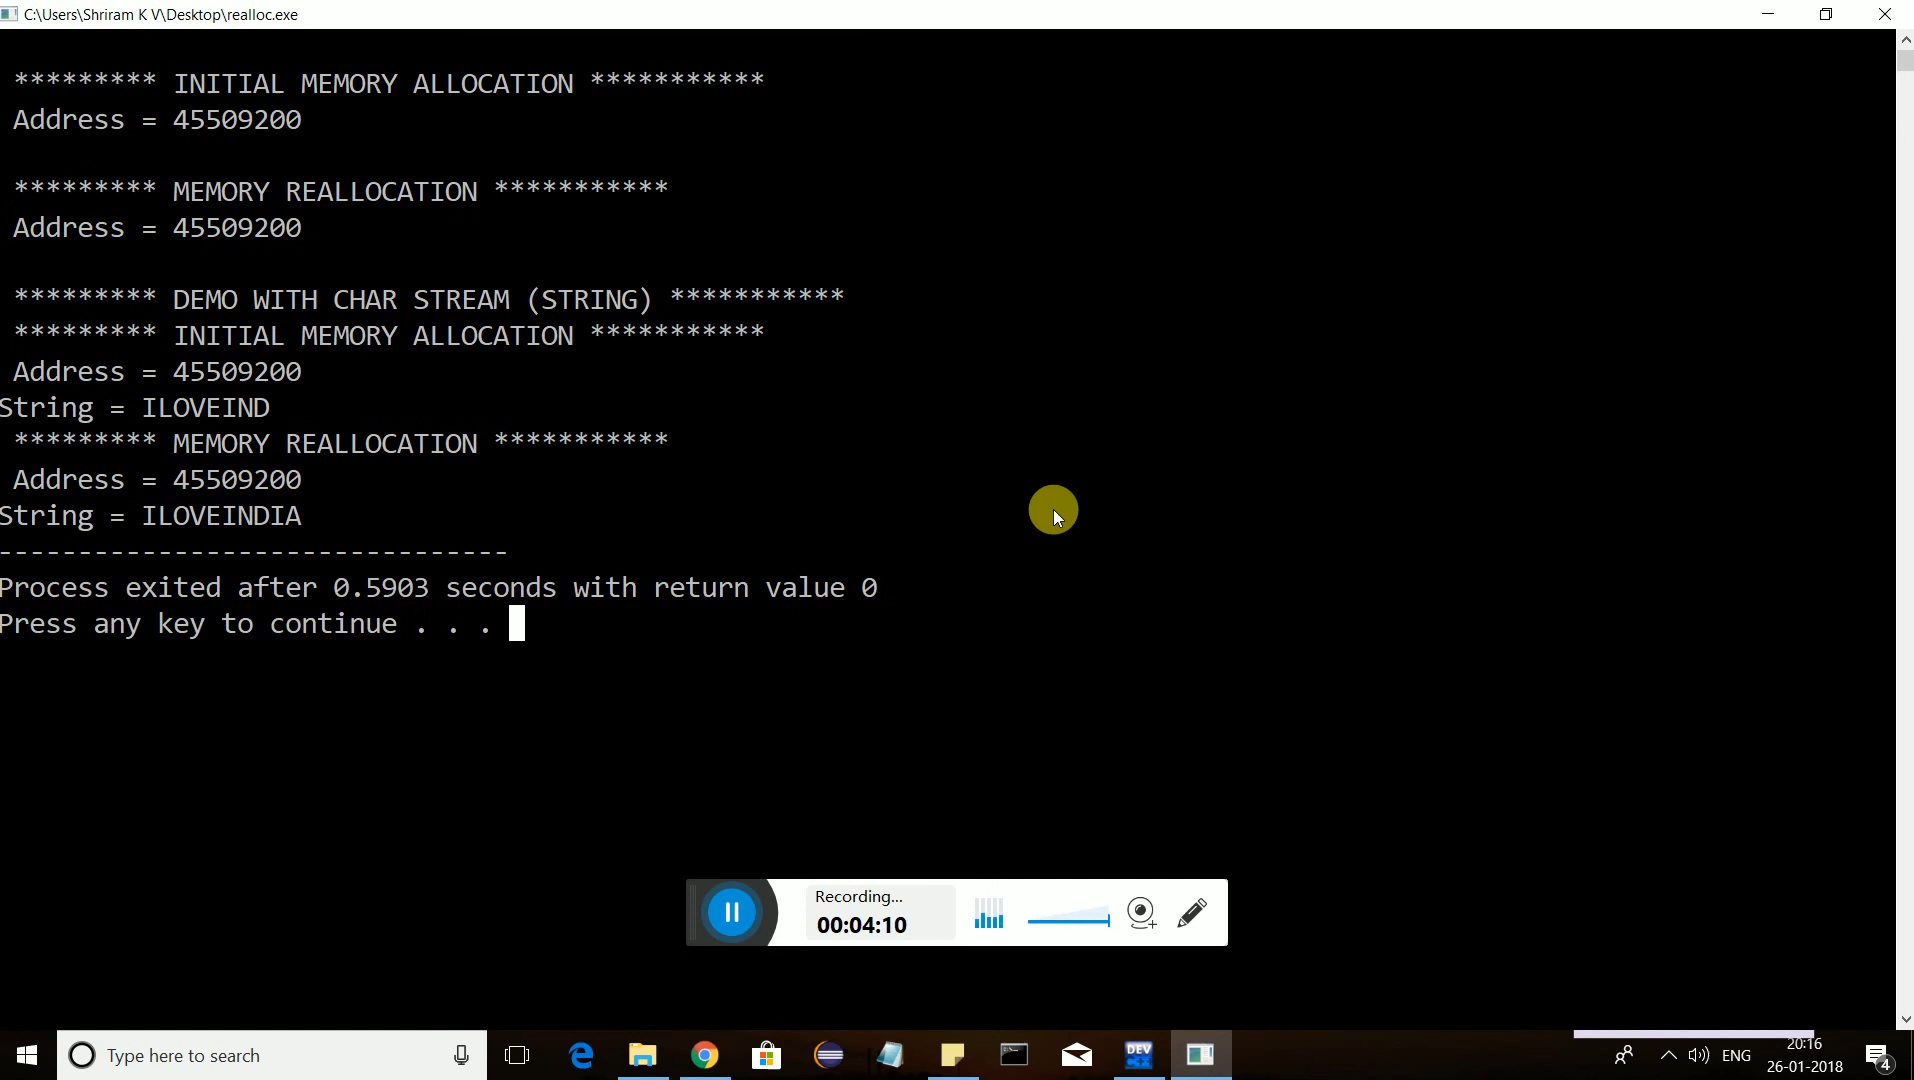 C:\Users\Shriram K V\Desktop\realloc.exe
********* INITIAL MEMORY ALLOCATION ***********
Address = 45509200
********* MEMORY REALLOCATION ***********
Address = 45509200
********* DEMO WITH CHAR STREAM (STRING) ***********
********* INITIAL MEMORY ALLOCATION ***********
Address = 45509200
String = ILOVEIND
********* MEMORY REALLOCATION ***********
Address = 45509200
String = ILOVEINDIA
--------------------------------
Process exited after 0.5903 seconds with return value 0
Press any key to continue . . .
Recording...
00:04:10
Type here to search
DEV
ENG
20:16
26-01-2018
4